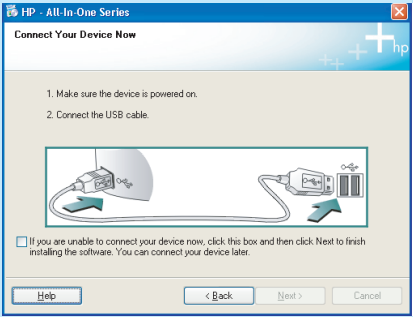 HP - All-In-One Series
Connect Your Device Now
hp
1. Make sure the device is powered on.
2. Connect the USB cable.
If you are unable to connect your device now, click this box and then click Next to finish
installing the software. You can connect your device later.
Help
< Back
Next >
Cancel